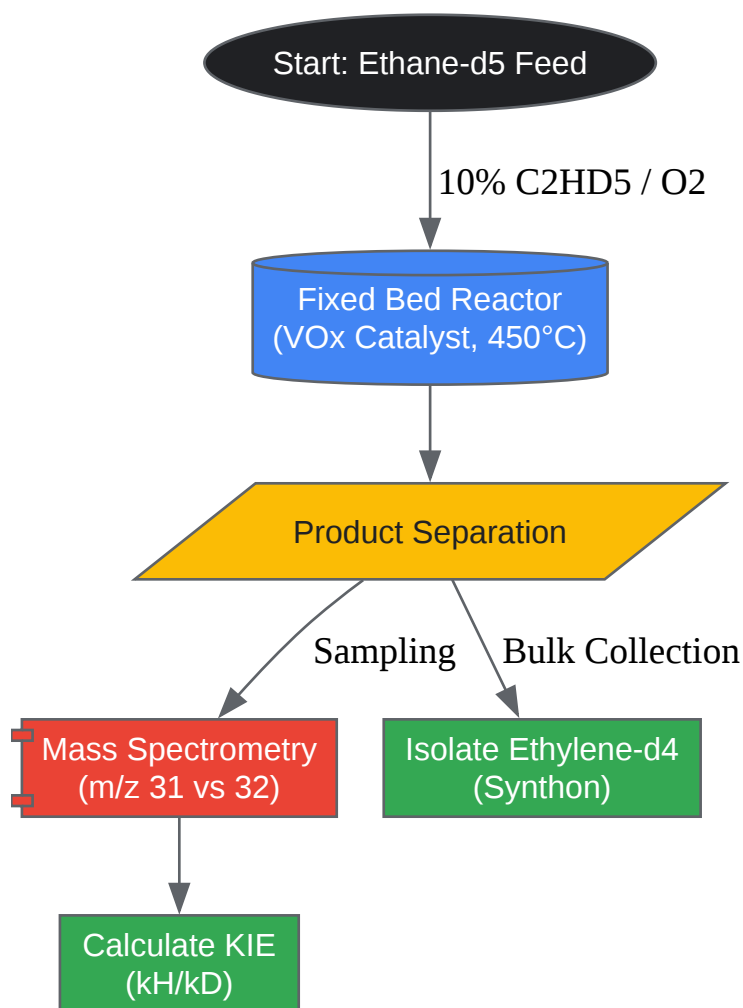 Start: Ethane-d5 Feed
10% C2HD5 / O2
Fixed Bed Reactor
(VOx Catalyst, 450°C)
Product Separation
Sampling
Bulk Collection
Mass Spectrometry
(m/z 31 vs 32)
Isolate Ethylene-d4
(Synthon)
Calculate KIE
(kH/kD)